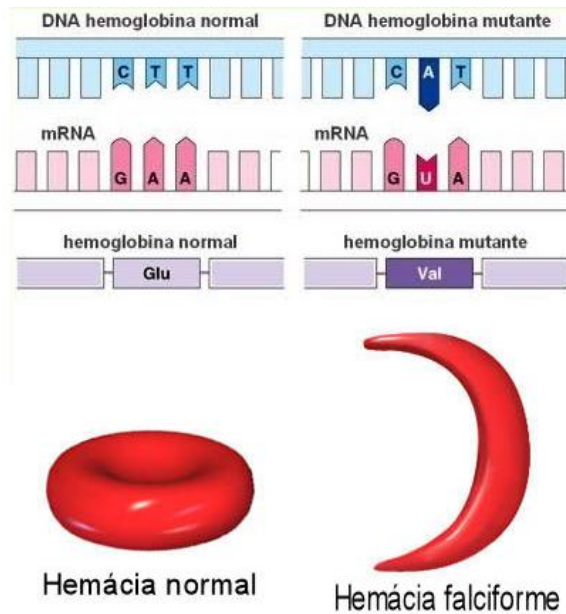 DNA hemoglobina normal
DNA hemoglobina mutante
C T T
C A T
mRNA
mRNA
G A A
G U A
hemoglobina normal
hemoglobina mutante
Glu
Val
Hemácia normal
Hemácia falciforme